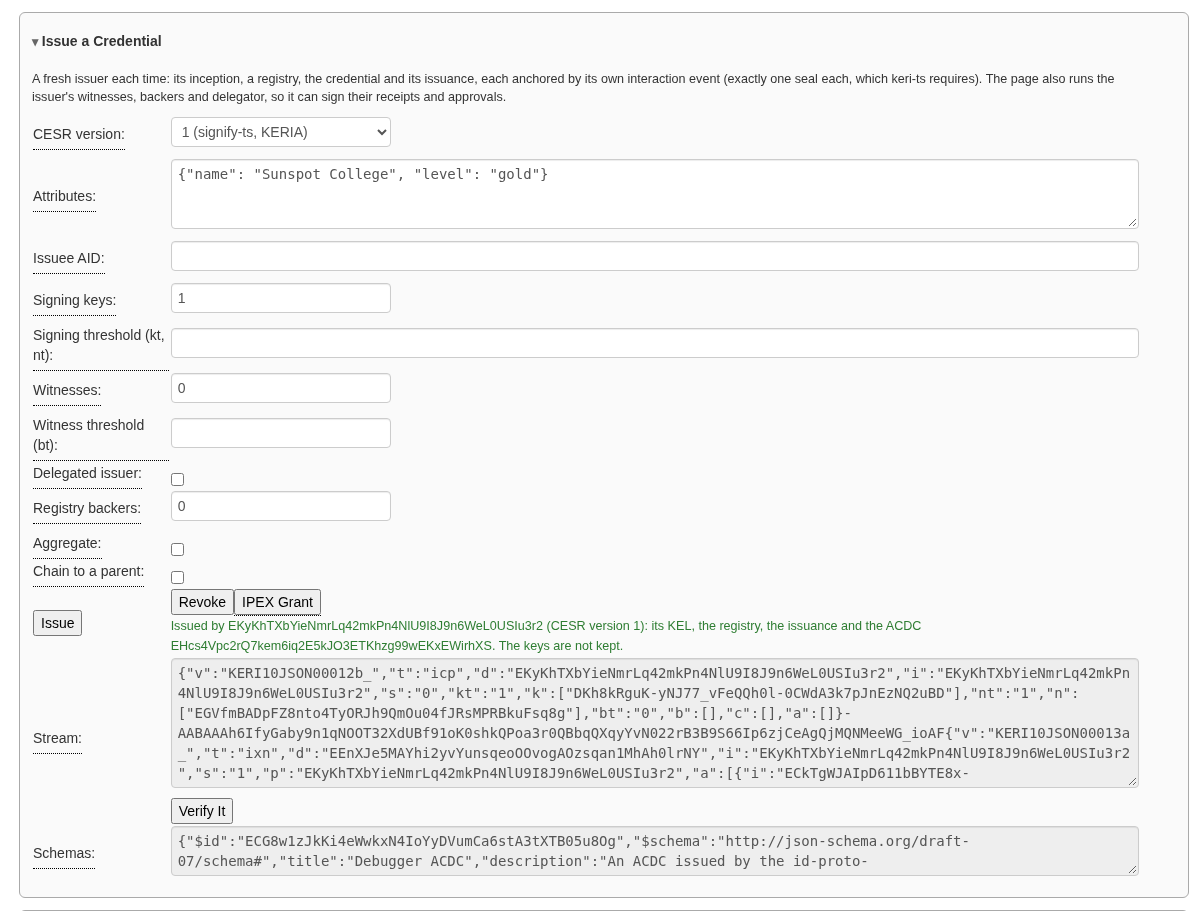 ▾ Issue a Credential
A fresh issuer each time: its inception, a registry, the credential and its issuance, each anchored by its own interaction event (exactly one seal each, which keri-ts requires). The page also runs the
issuer's witnesses, backers and delegator, so it can sign their receipts and approvals.
CESR version:
1 (signify-ts, KERIA)
Attributes:
{"name": "Sunspot College", "level": "gold"}
Issuee AID:
Signing keys:
1
Signing threshold (kt,
nt):
Witnesses:
0
Witness threshold
(bt):
Delegated issuer:
Registry backers:
0
Aggregate:
Chain to a parent:
Issue
Revoke IPEX Grant
Issued by EKyKhTXbYieNmrLq42mkPn4NlU9I8J9n6WeL0USIu3r2 (CESR version 1): its KEL, the registry, the issuance and the ACDC
EHcs4Vpc2rQ7kem6iq2E5kJO3ETKhzg99wEKxEWirhXS. The keys are not kept.
Stream:
{"v":"KERI10JSON00012b_","t":"icp","d":"EKyKhTXbYieNmrLq42mkPn4NlU9I8J9n6WeL0USIu3r2","i":"EKyKhTXbYieNmrLq42mkPn
4NlU9I8J9n6WeL0USIu3r2","s":"0","kt":"1","k":["DKh8kRguK-yNJ77_vFeQQh0l-0CWdA3k7pJnEzNQ2uBD"],"nt":"1","n":
["EGVfmBADpFZ8nto4TyORJh9QmOu04fJRsMPRBkuFsq8g"],"bt":"0","b":[],"c":[],"a":[]}-
AABAAAh6IfyGaby9n1qNOOT32XdUBf91oK0shkQPoa3r0QBbqQXqyYvN022rB3B9S66Ip6zjCeAgQjMQNMeeWG_ioAF{"v":"KERI10JSON00013a
_","t":"ixn","d":"EEnXJe5MAYhi2yvYunsqeoOOvogAOzsqan1MhAh0lrNY","i":"EKyKhTXbYieNmrLq42mkPn4NlU9I8J9n6WeL0USIu3r2
","s":"1","p":"EKyKhTXbYieNmrLq42mkPn4NlU9I8J9n6WeL0USIu3r2","a":[{"i":"ECkTgWJAIpD611bBYTE8x-
Verify It
Schemas:
{"$id":"ECG8w1zJkKi4eWwkxN4IoYyDVumCa6stA3tXTB05u8Og","$schema":"http://json-schema.org/draft-
07/schema#","title":"Debugger ACDC","description":"An ACDC issued by the id-proto-